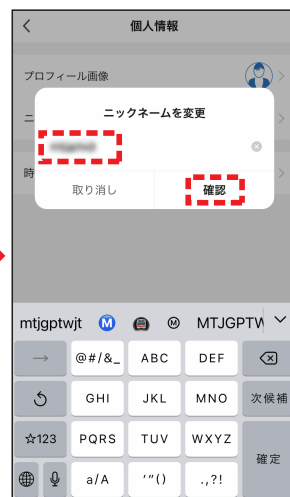 個人情報
プロフィール画像
ニックネームを変更
取り消し 確認
mtjgptwjt Ⓜ️ 🚇 Ⓜ MTJGPTW
→ @#/&_ ABC DEF
GHI JKL MNO 次候補
☆123 PQRS TUV WXYZ
確定
a/A ’”() .,?!